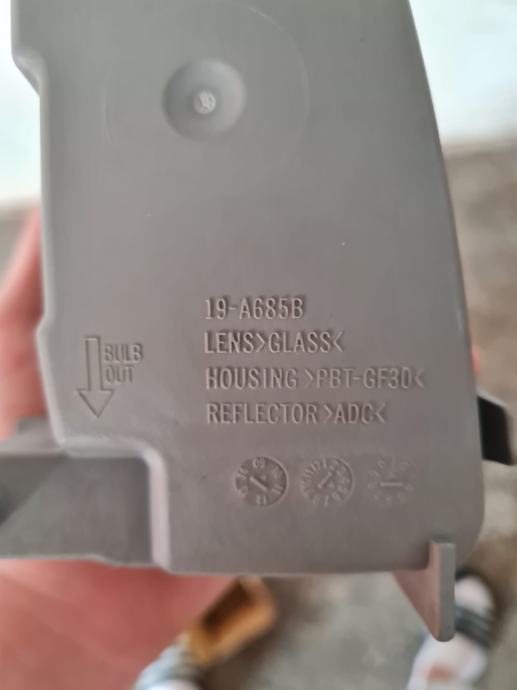 19-A685B
LENS>GLASS<
HOUSING >PBT-GF30<
REFLECTOR >ADC<
BULB
OUT